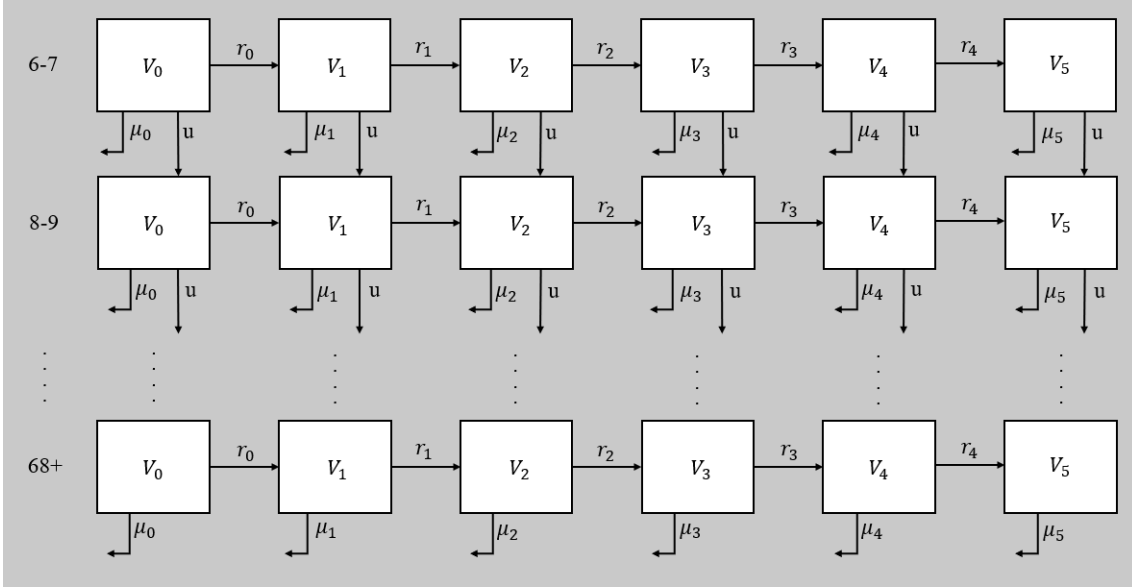 r₀ r₁ r₂ r₃ r₄
6-7 V₀ V₁ V₂ V₃ V₄ V₅
μ₀ u μ₁ u μ₂ u μ₃ u μ₄ u μ₅ u
r₀ r₁ r₂ r₃ r₄
8-9 V₀ V₁ V₂ V₃ V₄ V₅
μ₀ u μ₁ u μ₂ u μ₃ u μ₄ u μ₅ u
r₀ r₁ r₂ r₃ r₄
68+ V₀ V₁ V₂ V₃ V₄ V₅
μ₀ μ₁ μ₂ μ₃ μ₄ μ₅